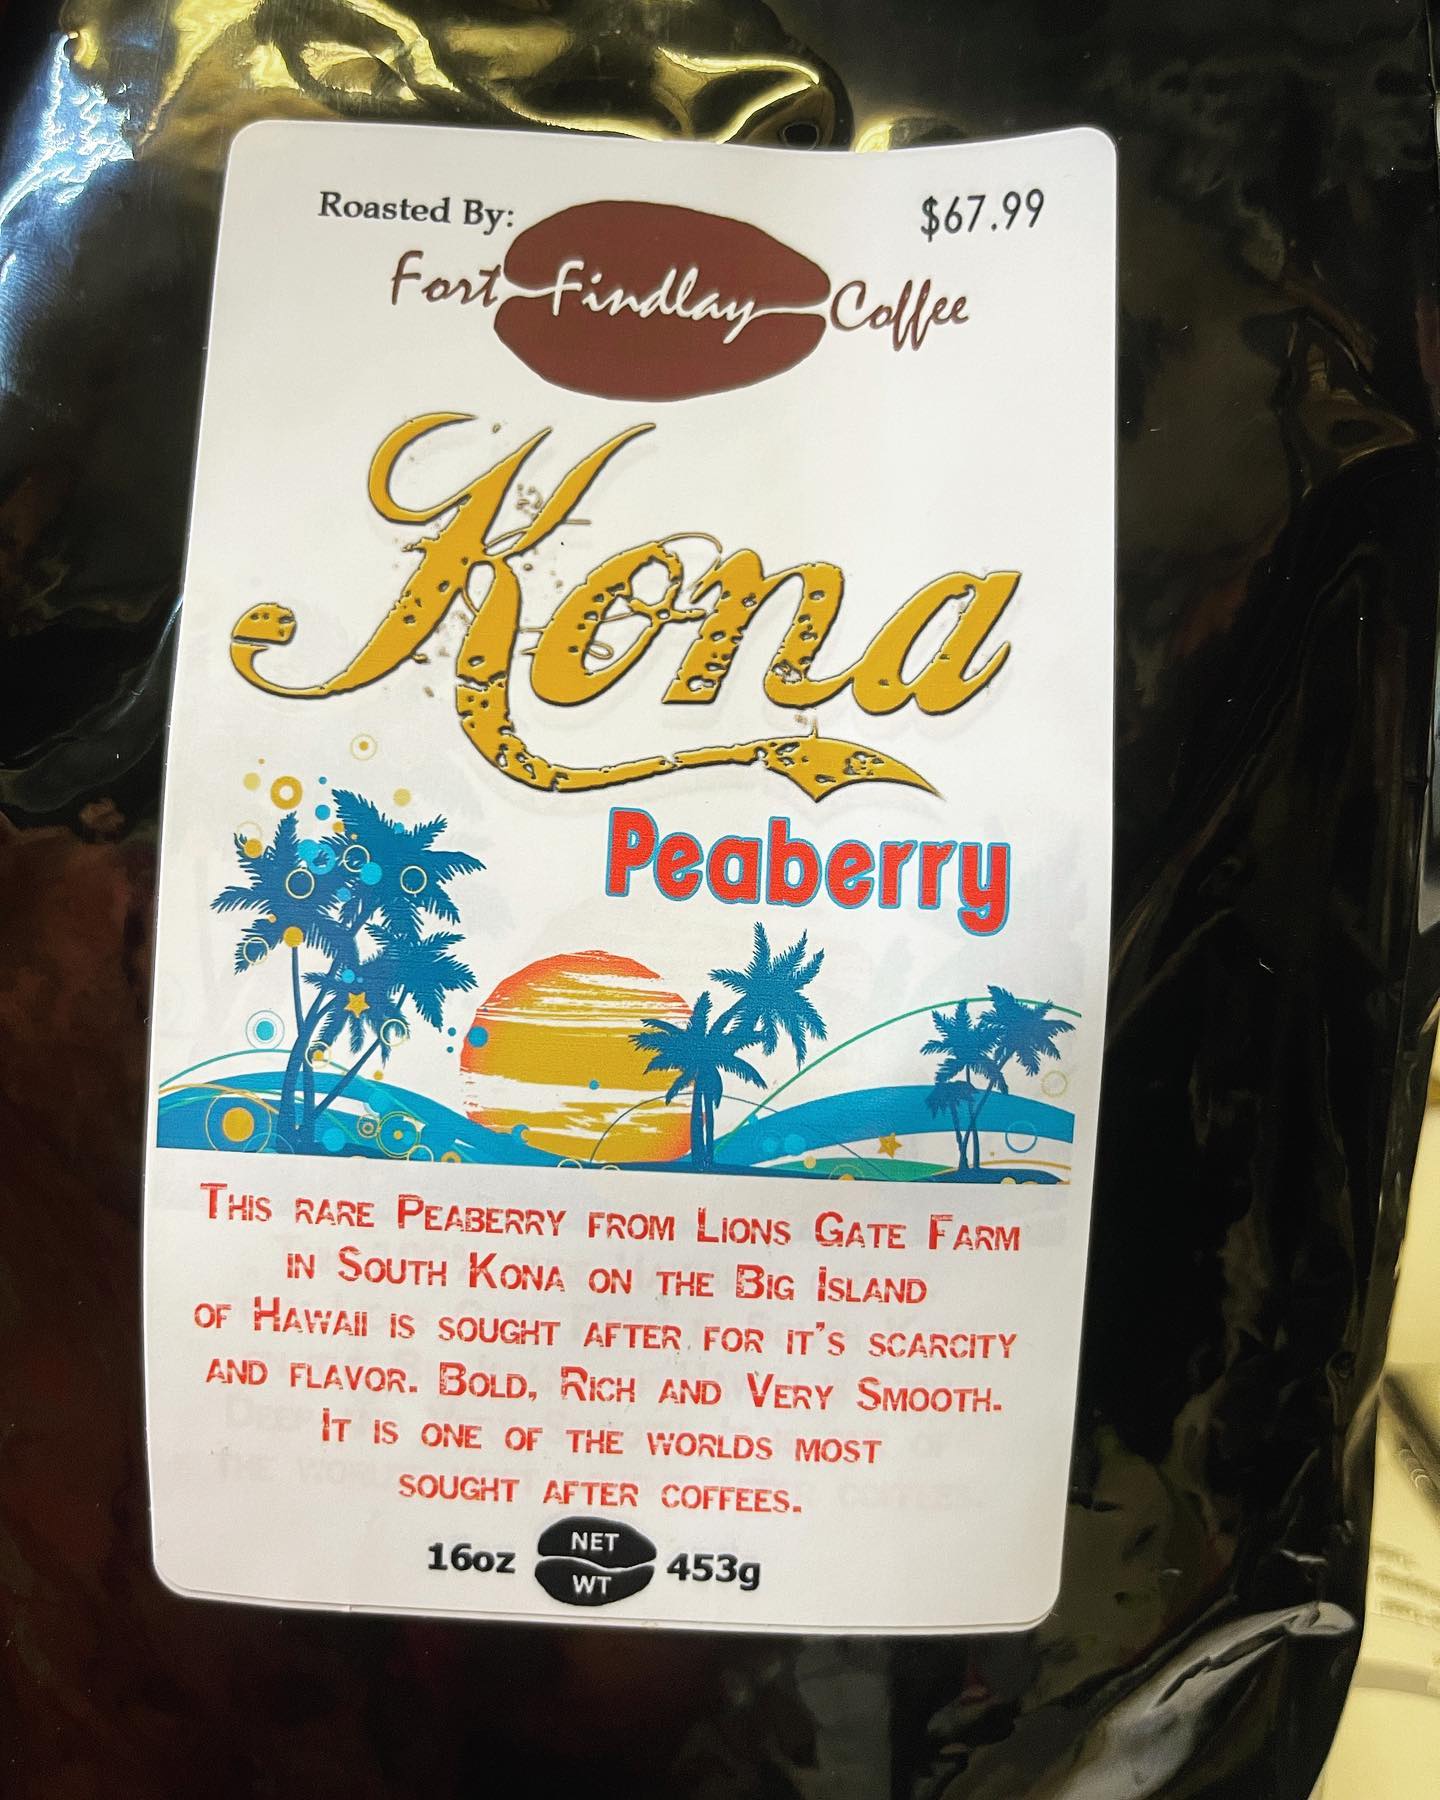 Roasted By:
$67.99
Fort Findlay Coffee
Kona
Peaberry
THIS RARE PEABERRY FROM LIONS GATE FARM
IN SOUTH KONA ON THE BIG ISLAND
OF HAWAII IS SOUGHT AFTER FOR IT'S SCARCITY
AND FLAVOR. BOLD, RICH AND VERY SMOOTH.
IT IS ONE OF THE WORLDS MOST
SOUGHT AFTER COFFEES.
16oz NET WT 453g